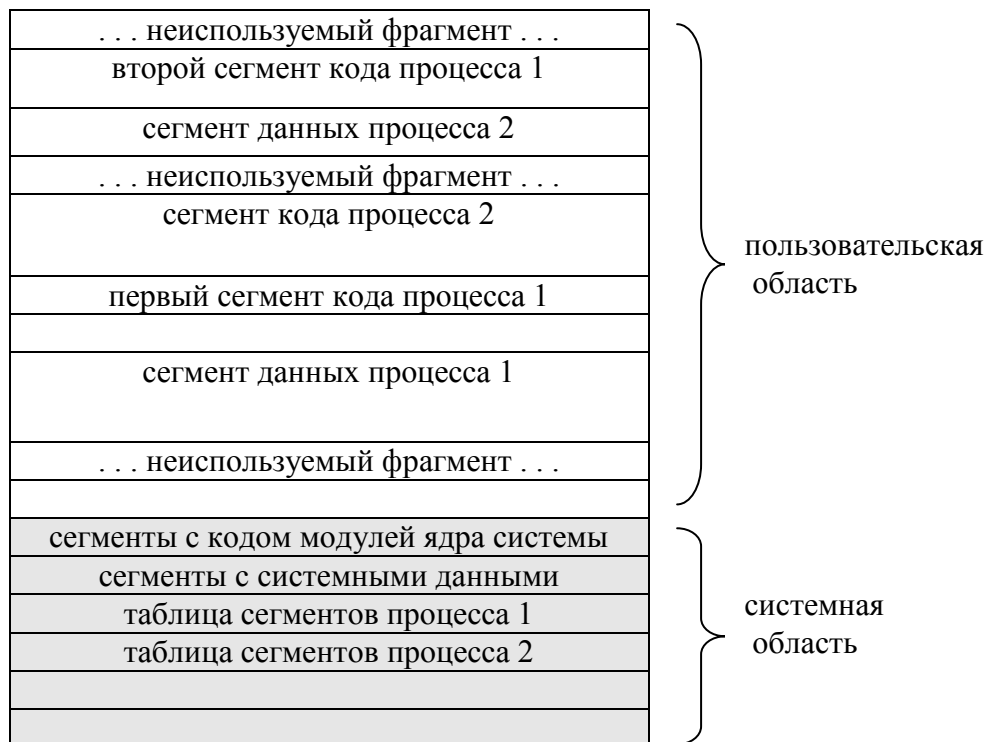 . . . неиспользуемый фрагмент . . .
второй сегмент кода процесса 1
сегмент данных процесса 2
. . . неиспользуемый фрагмент . . .
сегмент кода процесса 2
первый сегмент кода процесса 1
сегмент данных процесса 1
. . . неиспользуемый фрагмент . . .
пользовательская
область
сегменты с кодом модулей ядра системы
сегменты с системными данными
таблица сегментов процесса 1
таблица сегментов процесса 2
системная
область